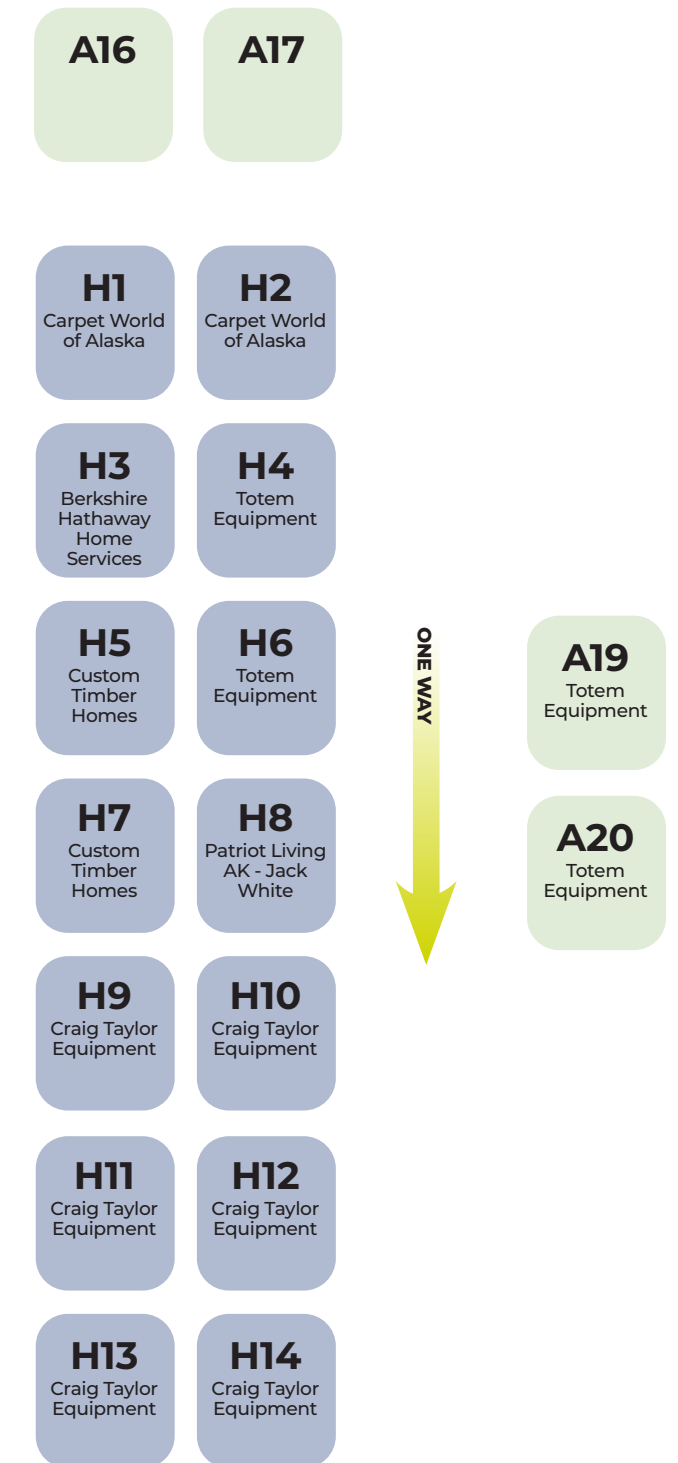 A16
A17
H1
Carpet World
of Alaska
H2
Carpet World
of Alaska
H3
Berkshire
Hathaway
Home
Services
H4
Totem
Equipment
H5
Custom
Timber
Homes
H6
Totem
Equipment
ONE WAY
A19
Totem
Equipment
H7
Custom
Timber
Homes
H8
Patriot Living
AK - Jack
White
A20
Totem
Equipment
H9
Craig Taylor
Equipment
H10
Craig Taylor
Equipment
H11
Craig Taylor
Equipment
H12
Craig Taylor
Equipment
H13
Craig Taylor
Equipment
H14
Craig Taylor
Equipment